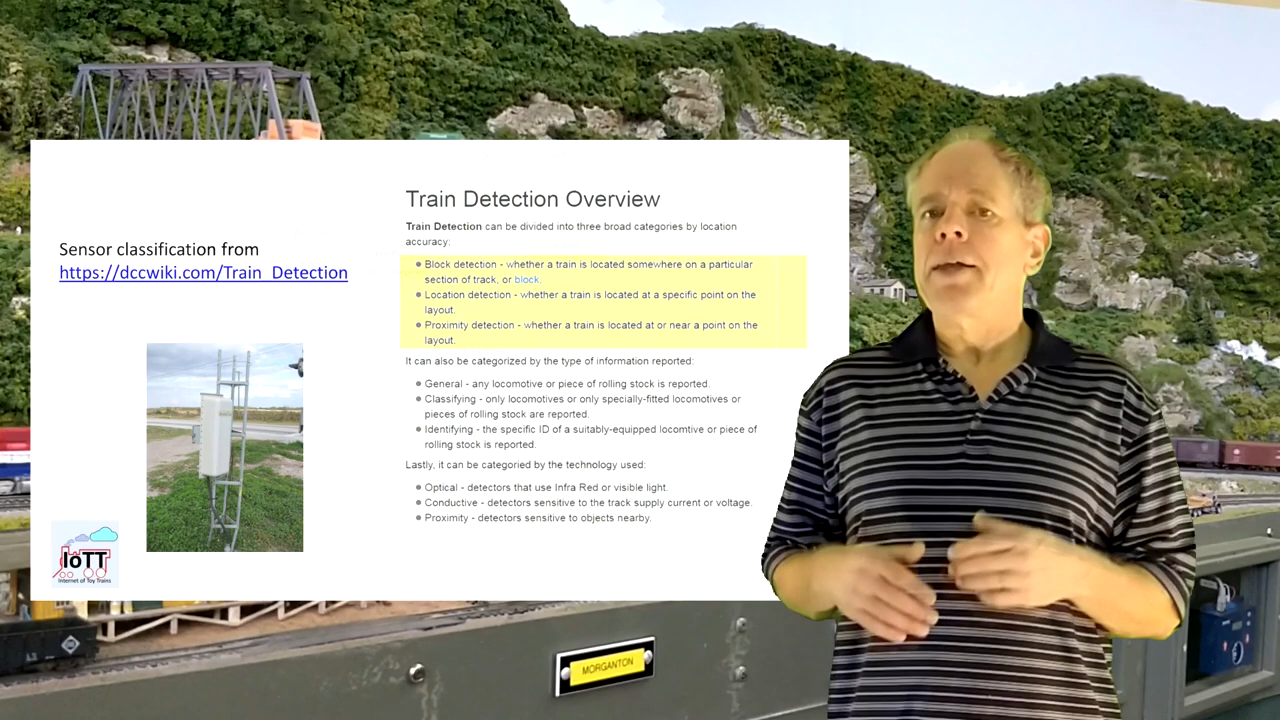 Sensor classification from
https://dccwiki.com/Train_Detection
Train Detection Overview
Train Detection can be divided into three broad categories by location
accuracy:
Block detection - whether a train is located somewhere on a particular
section of track, or block.
Location detection - whether a train is located at a specific point on the
layout.
Proximity detection - whether a train is located at or near a point on the
layout.
It can also be categorized by the type of information reported:
General - any locomotive or piece of rolling stock is reported.
Classifying - only locomotives or only specially-fitted locomotives or
pieces of rolling stock are reported.
Identifying - the specific ID of a suitably-equipped locomtive or piece of
rolling stock is reported.
Lastly, it can be categoried by the technology used:
Optical - detectors that use Infra Red or visible light.
Conductive - detectors sensitive to the track supply current or voltage.
Proximity - detectors sensitive to objects nearby.
IoTT
Internet of Toy Trains
MORGANTON